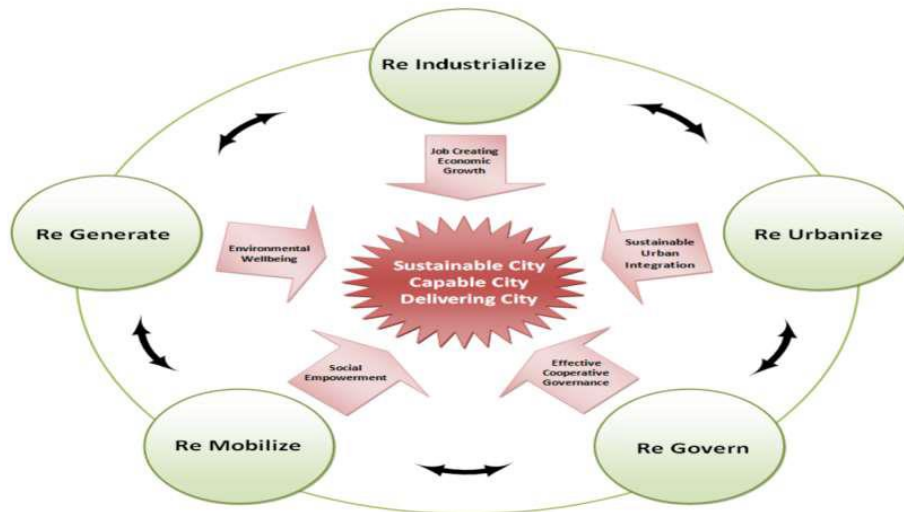 Re Industrialize
Job Creating
Economic
Growth
Re Generate
Environmental
Wellbeing
Sustainable City
Capable City
Delivering City
Sustainable
Urban
Integration
Re Urbanize
Social
Empowerment
Effective
Cooperative
Governance
Re Mobilize
Re Govern